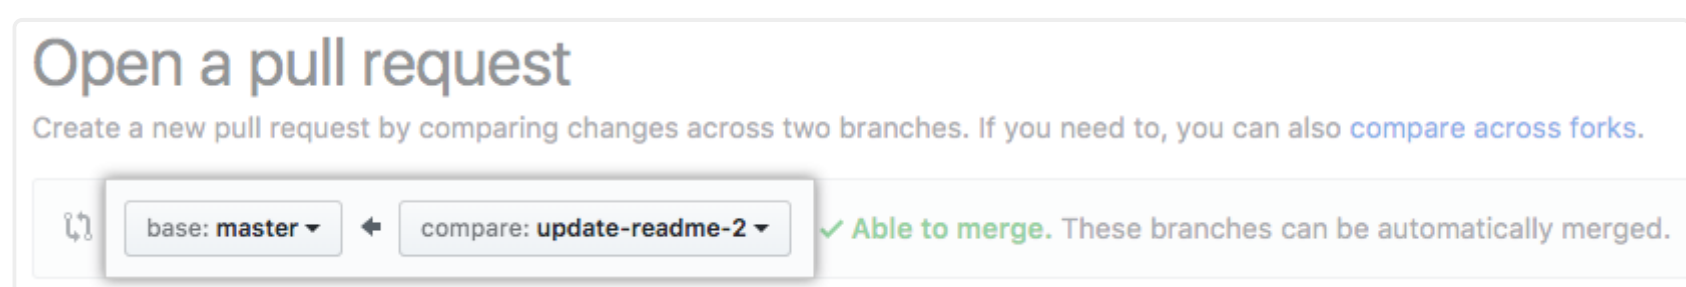 Open a pull request
Create a new pull request by comparing changes across two branches. If you need to, you can also compare across forks.
base: master compare: update-readme-2 Able to merge. These branches can be automatically merged.